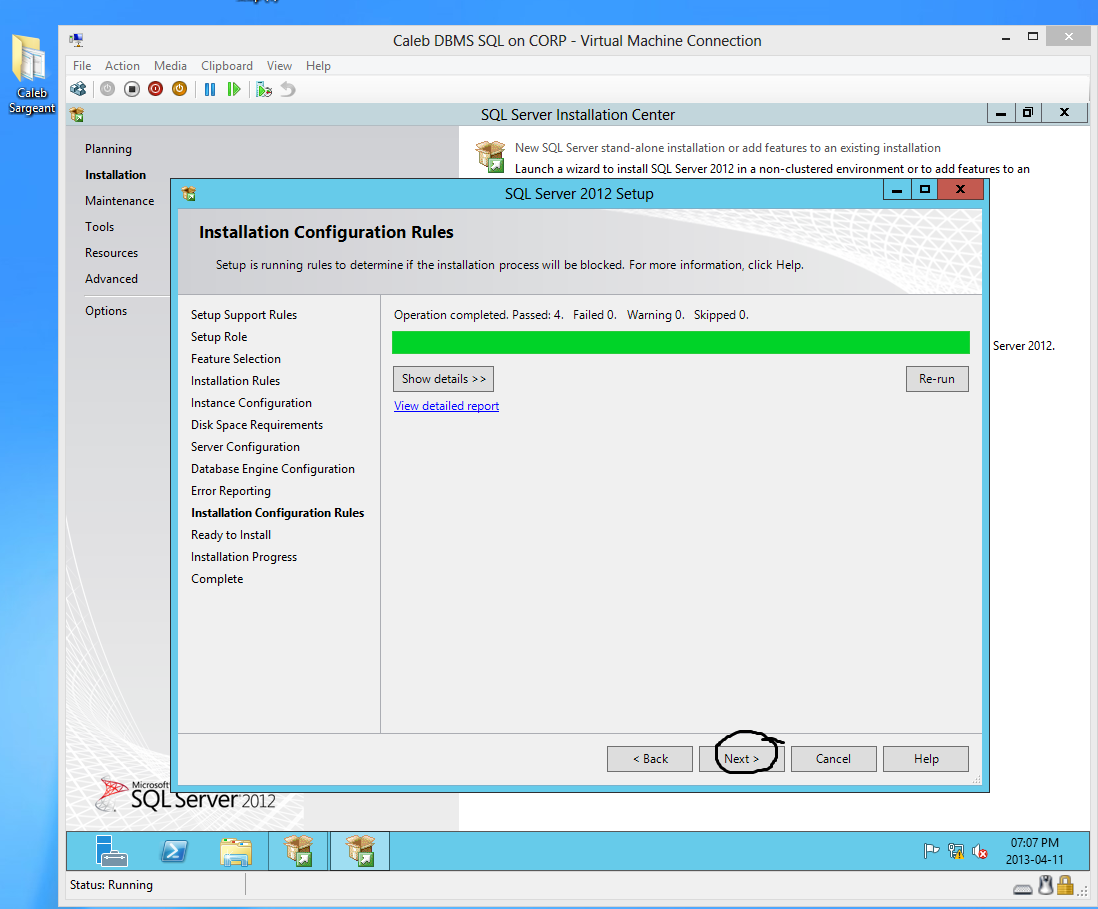 Caleb
Sargeant
Caleb DBMS SQL on CORP - Virtual Machine Connection
File Action Media Clipboard View Help
SQL Server Installation Center
Planning
Installation
Maintenance
Tools
Resources
Advanced
Options
New SQL Server stand-alone installation or add features to an existing installation
Launch a wizard to install SQL Server 2012 in a non-clustered environment or to add features to an
Server 2012.
SQL Server 2012 Setup
Installation Configuration Rules
Setup is running rules to determine if the installation process will be blocked. For more information, click Help.
Setup Support Rules
Setup Role
Feature Selection
Installation Rules
Instance Configuration
Disk Space Requirements
Server Configuration
Database Engine Configuration
Error Reporting
Installation Configuration Rules
Ready to Install
Installation Progress
Complete
Operation completed. Passed: 4. Failed 0. Warning 0. Skipped 0.
Show details >>
Re-run
View detailed report
< Back
Next >
Cancel
Help
Microsoft
SQL Server 2012
07:07 PM
2013-04-11
Status: Running